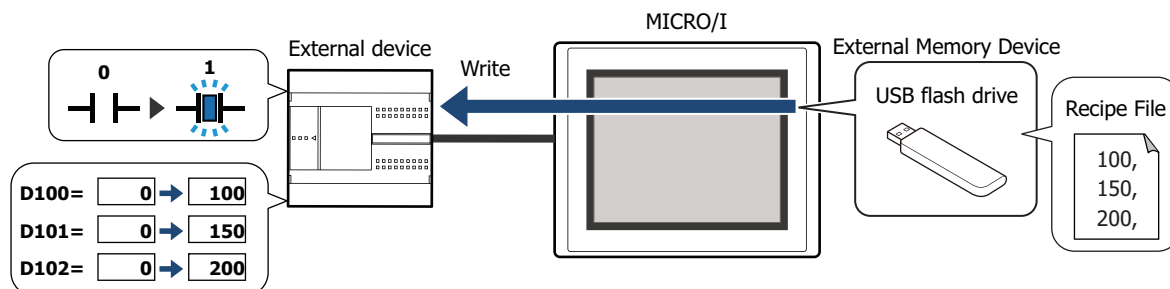 MICRO/I
External device
External Memory Device
0 1
Write
USB flash drive
Recipe File
100,
150,
200,
D100= 0 100
D101= 0 150
D102= 0 200